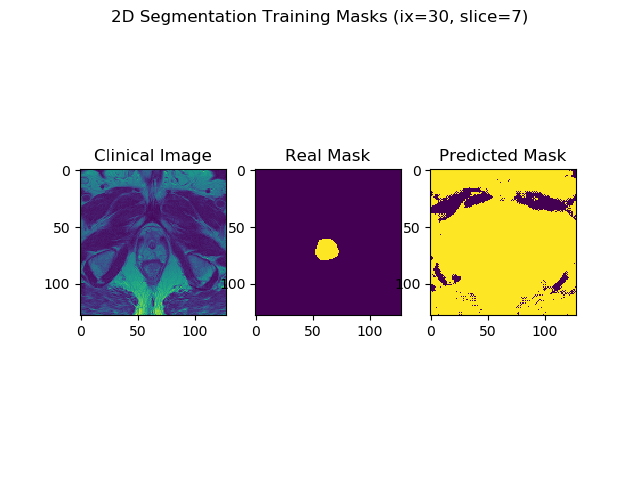 2D Segmentation Training Masks (ix=30, slice=7)
Clinical Image Real Mask Predicted Mask
0 0 0
50 50 50
100 100 100
0 50 100 0 50 100 0 50 100